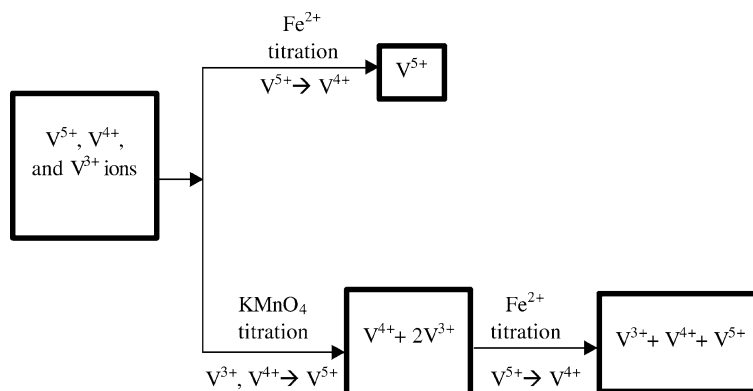 Fe²⁺
titration
V⁵⁺→ V⁴⁺
V⁵⁺
V⁵⁺, V⁴⁺,
and V³⁺ ions
KMnO₄
titration
V³⁺, V⁴⁺→ V⁵⁺
V⁴⁺+ 2V³⁺
Fe²⁺
titration
V⁵⁺→ V⁴⁺
V³⁺+ V⁴⁺+ V⁵⁺